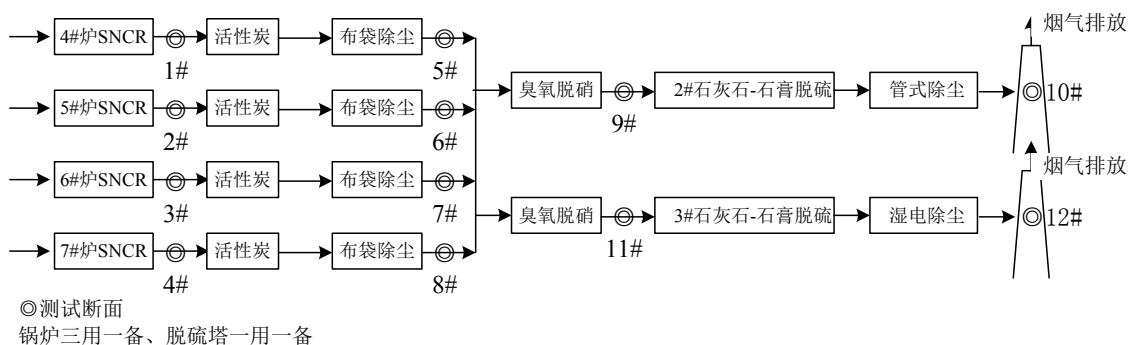 4#炉SNCR
活性炭
布袋除尘
1#
5#
5#炉SNCR
活性炭
布袋除尘
2#
6#
6#炉SNCR
活性炭
布袋除尘
3#
7#
7#炉SNCR
活性炭
布袋除尘
4#
8#
臭氧脱硝
2#石灰石-石膏脱硫
管式除尘
烟气排放
9#
10#
臭氧脱硝
3#石灰石-石膏脱硫
湿电除尘
烟气排放
11#
12#
◎测试断面
锅炉三用一备、脱硫塔一用一备